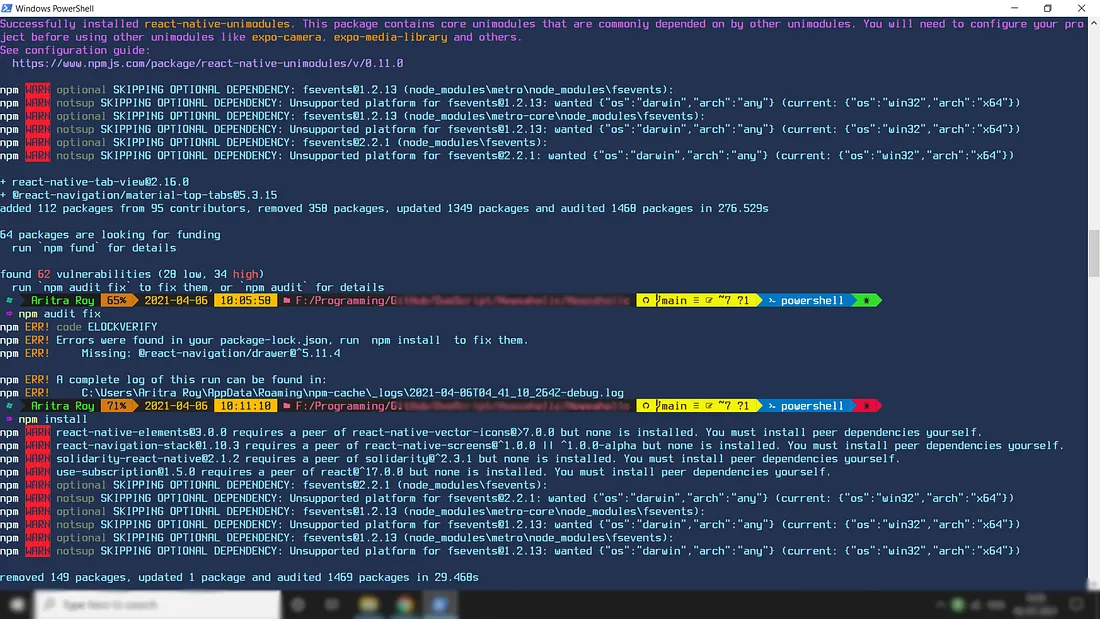 Windows PowerShell
Successfully installed react-native-unimodules. This package contains core unimodules that are commonly depended on by other unimodules. You will need to configure your pro
ject before using other unimodules like expo-camera, expo-media-library and others.
See configuration guide:
https://www.npmjs.com/package/react-native-unimodules/v/0.11.0
npm WARN optional SKIPPING OPTIONAL DEPENDENCY: fsevents@1.2.13 (node_modules\metro\node_modules\fsevents):
npm WARN notsup SKIPPING OPTIONAL DEPENDENCY: Unsupported platform for fsevents@1.2.13: wanted {"os":"darwin","arch":"any"} (current: {"os":"win32","arch":"x64"})
npm WARN optional SKIPPING OPTIONAL DEPENDENCY: fsevents@1.2.13 (node_modules\metro-core\node_modules\fsevents):
npm WARN notsup SKIPPING OPTIONAL DEPENDENCY: Unsupported platform for fsevents@1.2.13: wanted {"os":"darwin","arch":"any"} (current: {"os":"win32","arch":"x64"})
npm WARN optional SKIPPING OPTIONAL DEPENDENCY: fsevents@2.2.1 (node_modules\fsevents):
npm WARN notsup SKIPPING OPTIONAL DEPENDENCY: Unsupported platform for fsevents@2.2.1: wanted {"os":"darwin","arch":"any"} (current: {"os":"win32","arch":"x64"})
+ react-native-tab-view@2.16.0
+ @react-navigation/material-top-tabs@5.3.15
added 112 packages from 95 contributors, removed 350 packages, updated 1349 packages and audited 1460 packages in 276.529s
64 packages are looking for funding
run `npm fund` for details
found 62 vulnerabilities (28 low, 34 high)
run `npm audit fix` to fix them, or `npm audit` for details
Aritra Roy 65% 2021-04-06 10:05:50 F:/Programming/G main ≡ ~7 ?1 powershell
npm audit fix
npm ERR! code ELOCKVERIFY
npm ERR! Errors were found in your package-lock.json, run  npm install  to fix them.
npm ERR!     Missing: @react-navigation/drawer@^5.11.4
npm ERR! A complete log of this run can be found in:
npm ERR!     C:\Users\Aritra Roy\AppData\Roaming\npm-cache\_logs\2021-04-06T04_41_10_264Z-debug.log
Aritra Roy 71% 2021-04-06 10:11:10 F:/Programming/G main ≡ ~7 ?1 powershell
npm install
npm WARN react-native-elements@3.0.0 requires a peer of react-native-vector-icons@>7.0.0 but none is installed. You must install peer dependencies yourself.
npm WARN react-navigation-stack@1.10.3 requires a peer of react-native-screens@^1.0.0 || ^1.0.0-alpha but none is installed. You must install peer dependencies yourself.
npm WARN solidarity-react-native@2.1.2 requires a peer of solidarity@^2.3.1 but none is installed. You must install peer dependencies yourself.
npm WARN use-subscription@1.5.0 requires a peer of react@^17.0.0 but none is installed. You must install peer dependencies yourself.
npm WARN optional SKIPPING OPTIONAL DEPENDENCY: fsevents@2.2.1 (node_modules\fsevents):
npm WARN notsup SKIPPING OPTIONAL DEPENDENCY: Unsupported platform for fsevents@2.2.1: wanted {"os":"darwin","arch":"any"} (current: {"os":"win32","arch":"x64"})
npm WARN optional SKIPPING OPTIONAL DEPENDENCY: fsevents@1.2.13 (node_modules\metro-core\node_modules\fsevents):
npm WARN notsup SKIPPING OPTIONAL DEPENDENCY: Unsupported platform for fsevents@1.2.13: wanted {"os":"darwin","arch":"any"} (current: {"os":"win32","arch":"x64"})
npm WARN optional SKIPPING OPTIONAL DEPENDENCY: fsevents@1.2.13 (node_modules\metro\node_modules\fsevents):
npm WARN notsup SKIPPING OPTIONAL DEPENDENCY: Unsupported platform for fsevents@1.2.13: wanted {"os":"darwin","arch":"any"} (current: {"os":"win32","arch":"x64"})
removed 149 packages, updated 1 package and audited 1469 packages in 29.468s
Type here to search